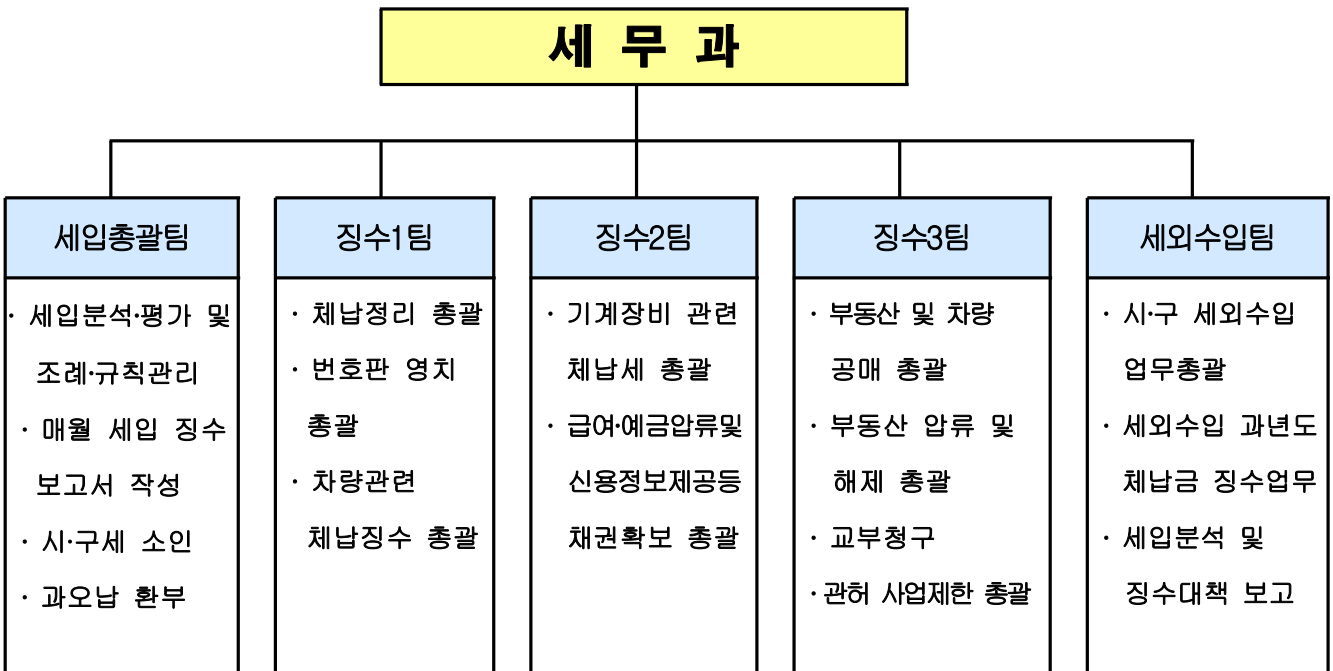 세 무 과
세입총괄팀
· 세입분석·평가 및
조례·규칙관리
· 매월 세입 징수
보고서 작성
· 시·구세 소인
· 과오납 환부
징수1팀
· 체납정리 총괄
· 번호판 영치
총괄
· 차량관련
체납징수 총괄
징수2팀
· 기계장비 관련
체납세 총괄
· 급여·예금압류및
신용정보제공등
채권확보 총괄
징수3팀
· 부동산 및 차량
공매 총괄
· 부동산 압류 및
해제 총괄
· 교부청구
· 관허 사업제한 총괄
세외수입팀
· 시·구 세외수입
업무총괄
· 세외수입 과년도
체납금 징수업무
· 세입분석 및
징수대책 보고